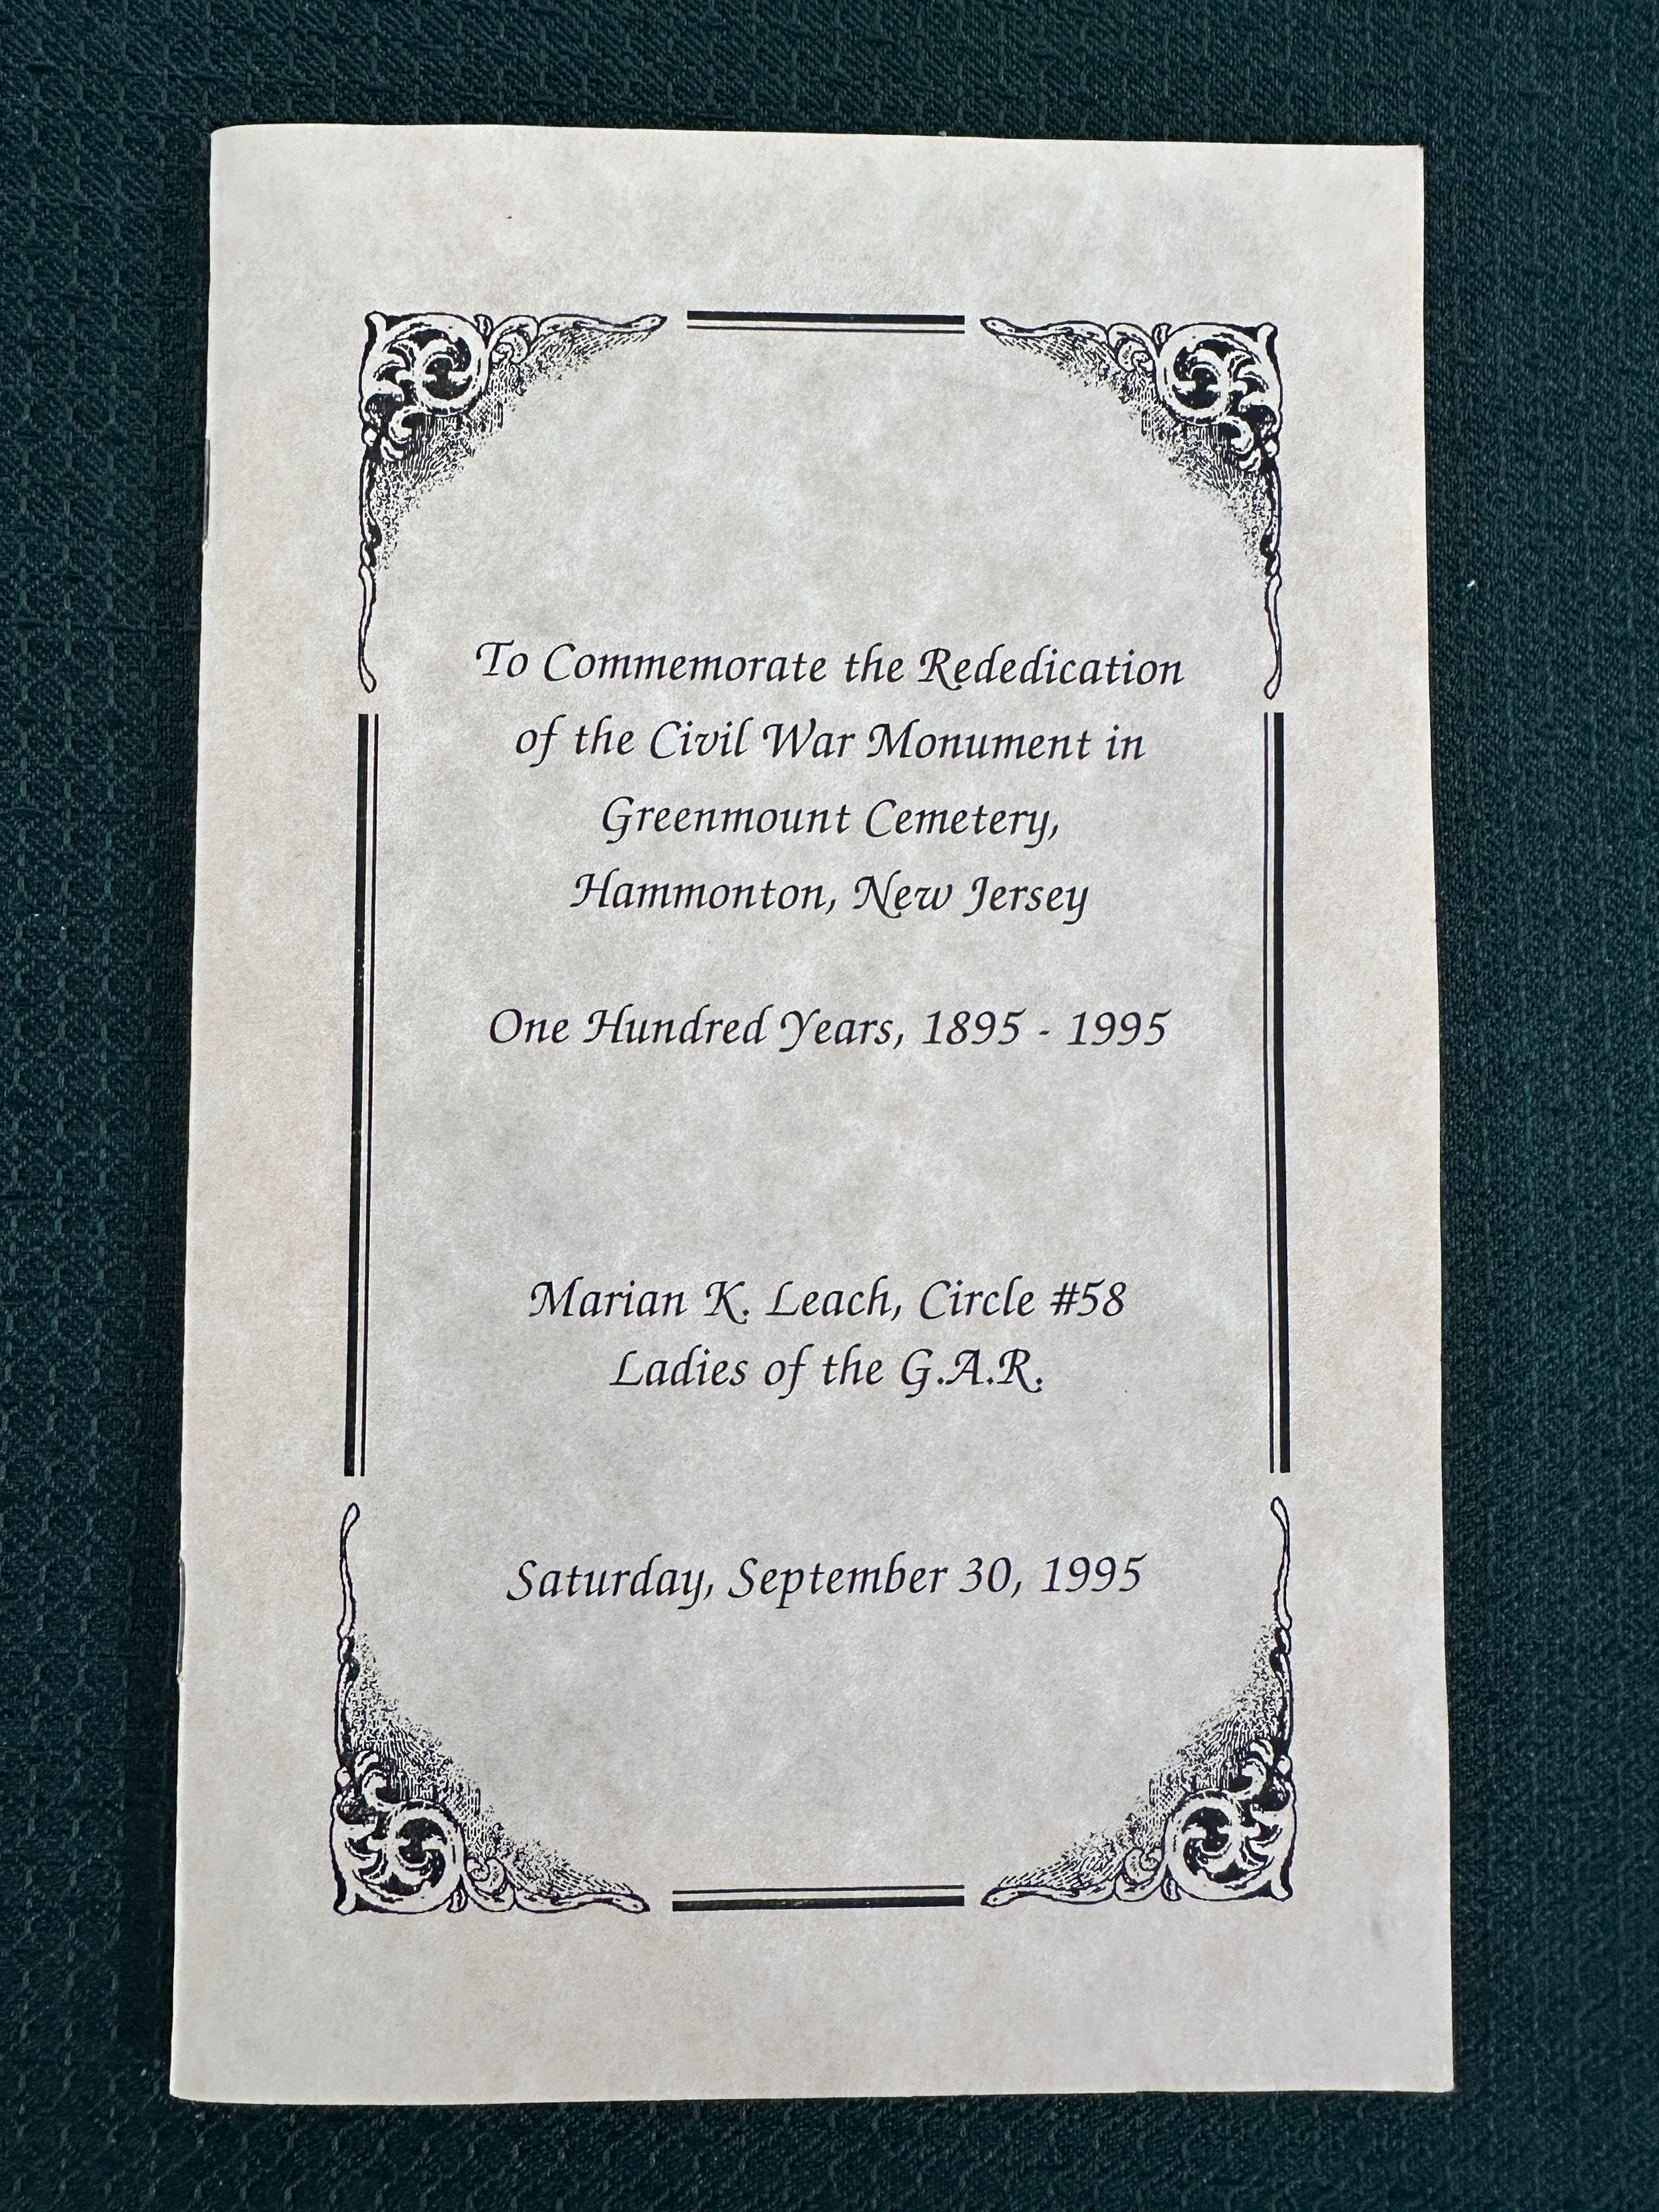 To Commemorate the Rededication
of the Civil War Monument in
Greenmount Cemetery,
Hammonton, New Jersey
One Hundred Years, 1895 - 1995
Marian K. Leach, Circle #58
Ladies of the G.A.R.
Saturday, September 30, 1995